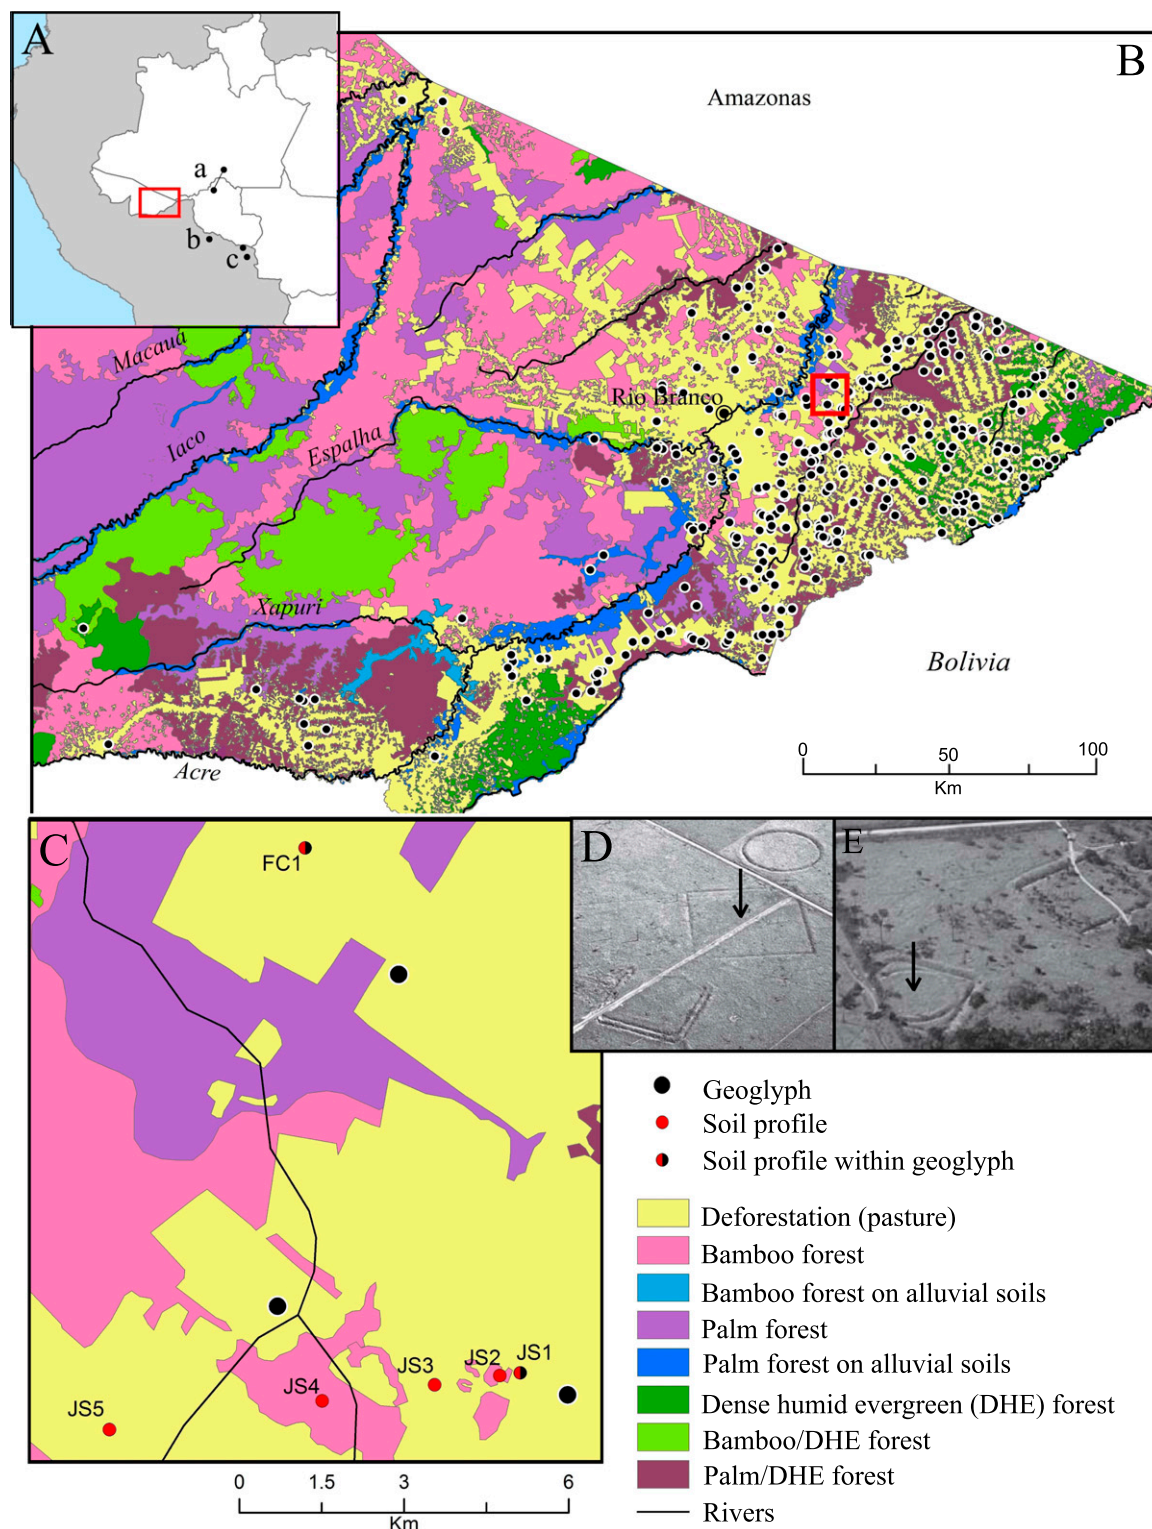 A
a
b
c
B
Amazonas
Macauã
Iaco
Espalha
Rio Branco
Xapuri
Acre
Bolivia
0 50 100
Km
C
FC1
JS1
JS2
JS3
JS4
JS5
0 1.5 3 6
Km
D
E
Geoglyph
Soil profile
Soil profile within geoglyph
Deforestation (pasture)
Bamboo forest
Bamboo forest on alluvial soils
Palm forest
Palm forest on alluvial soils
Dense humid evergreen (DHE) forest
Bamboo/DHE forest
Palm/DHE forest
Rivers